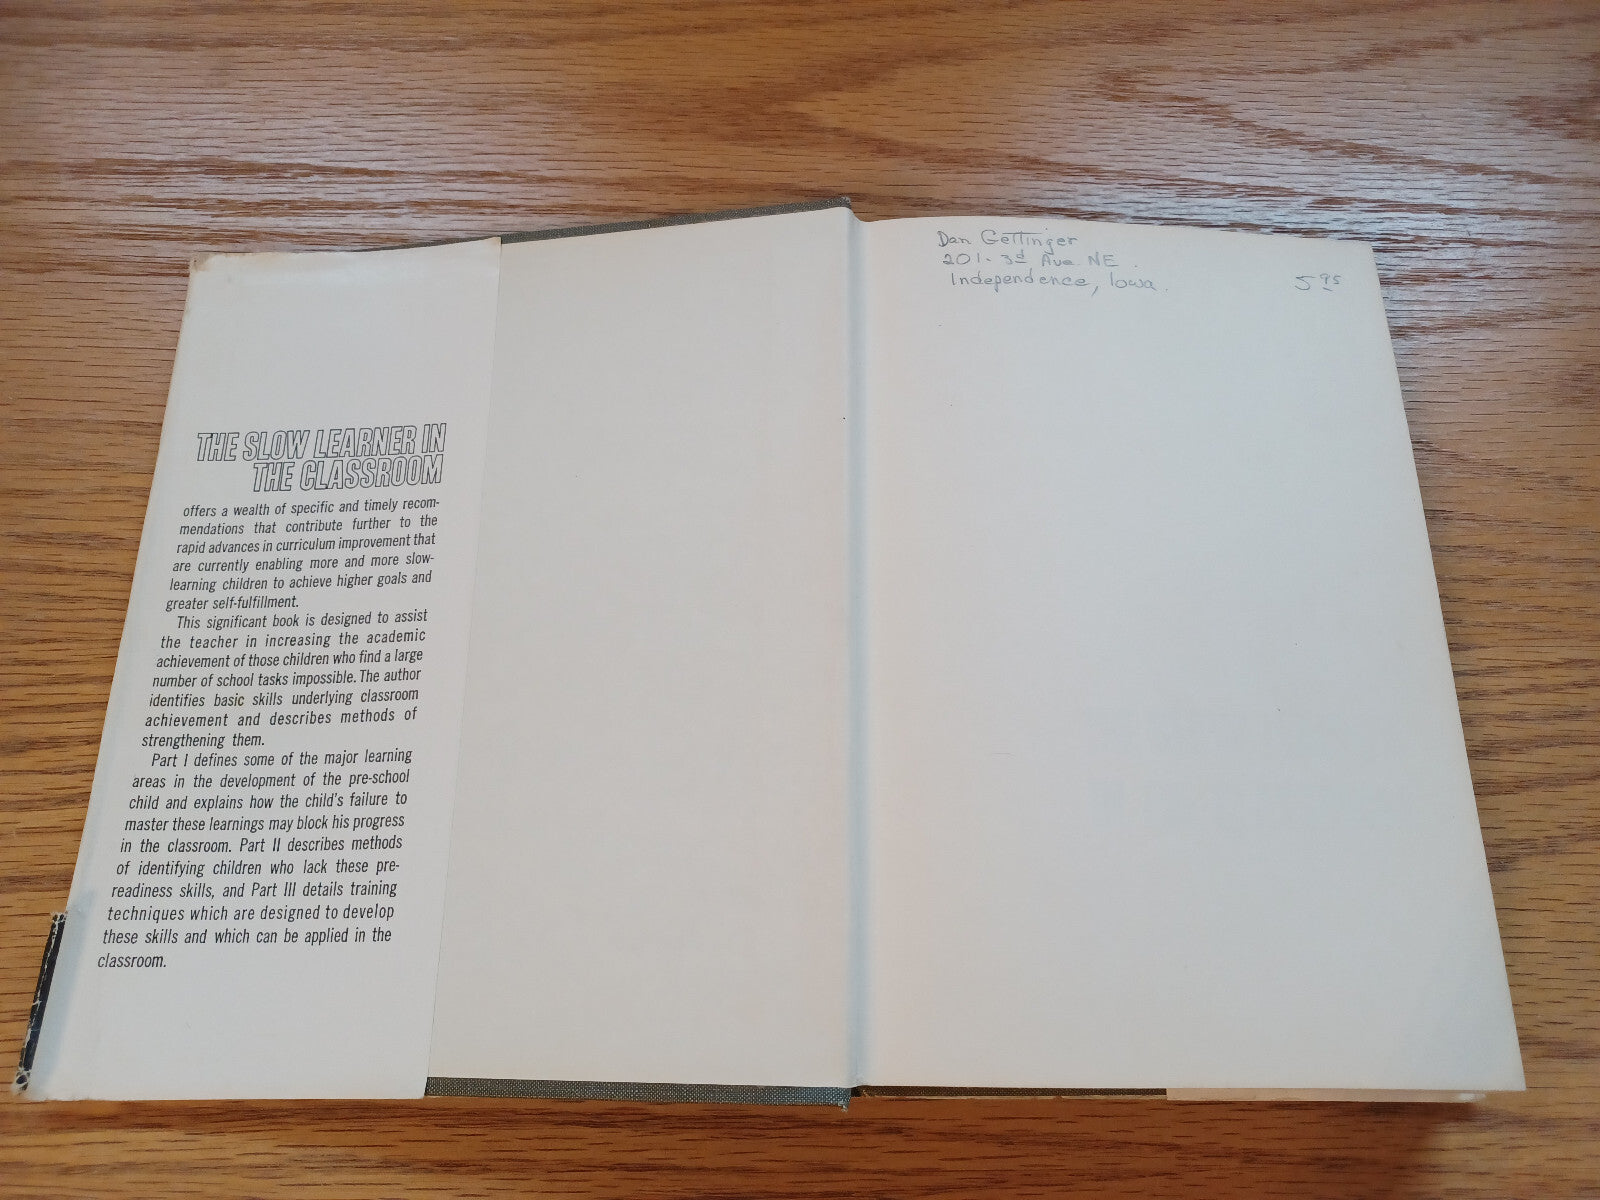 THE SLOW LEARNER IN
THE CLASSROOM
offers a wealth of specific and timely recom-
mendations that contribute further to the
rapid advances in curriculum improvement that
are currently enabling more and more slow-
learning children to achieve higher goals and
greater self-fulfillment.
This significant book is designed to assist
the teacher in increasing the academic
achievement of those children who find a large
number of school tasks impossible. The author
identifies basic skills underlying classroom
achievement and describes methods of
strengthening them.
Part I defines some of the major learning
areas in the development of the pre-school
child and explains how the child's failure to
master these learnings may block his progress
in the classroom. Part II describes methods
of identifying children who lack these pre-
readiness skills, and Part III details training
techniques which are designed to develop
these skills and which can be applied in the
classroom.
Dan Gettinger
201 - 3d Ave NE.
Independence, Iowa.
5 95